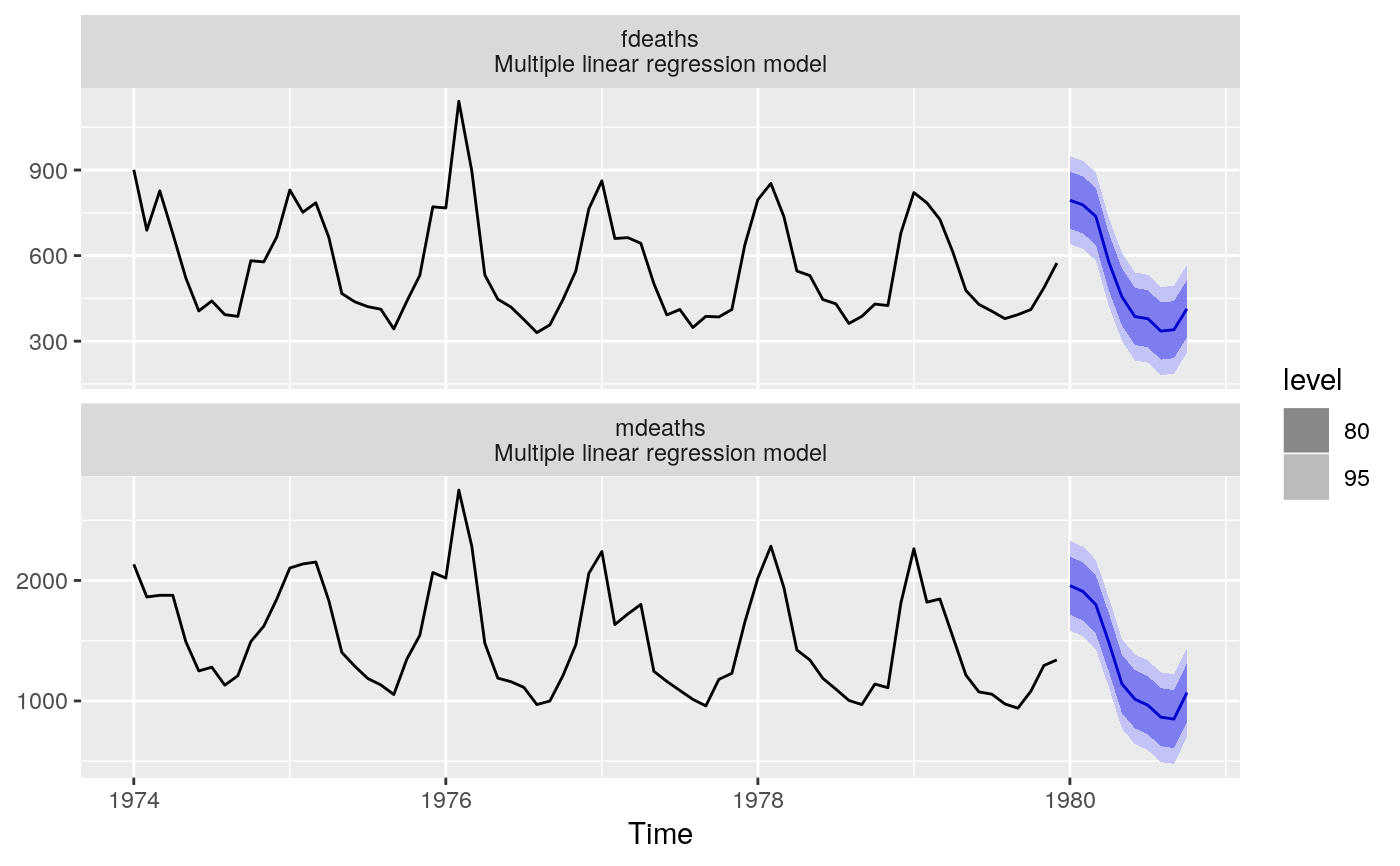 fdeaths
Multiple linear regression model
900
600
300
mdeaths
Multiple linear regression model
2000
1000
1974 1976 1978 1980
Time
level
80
95